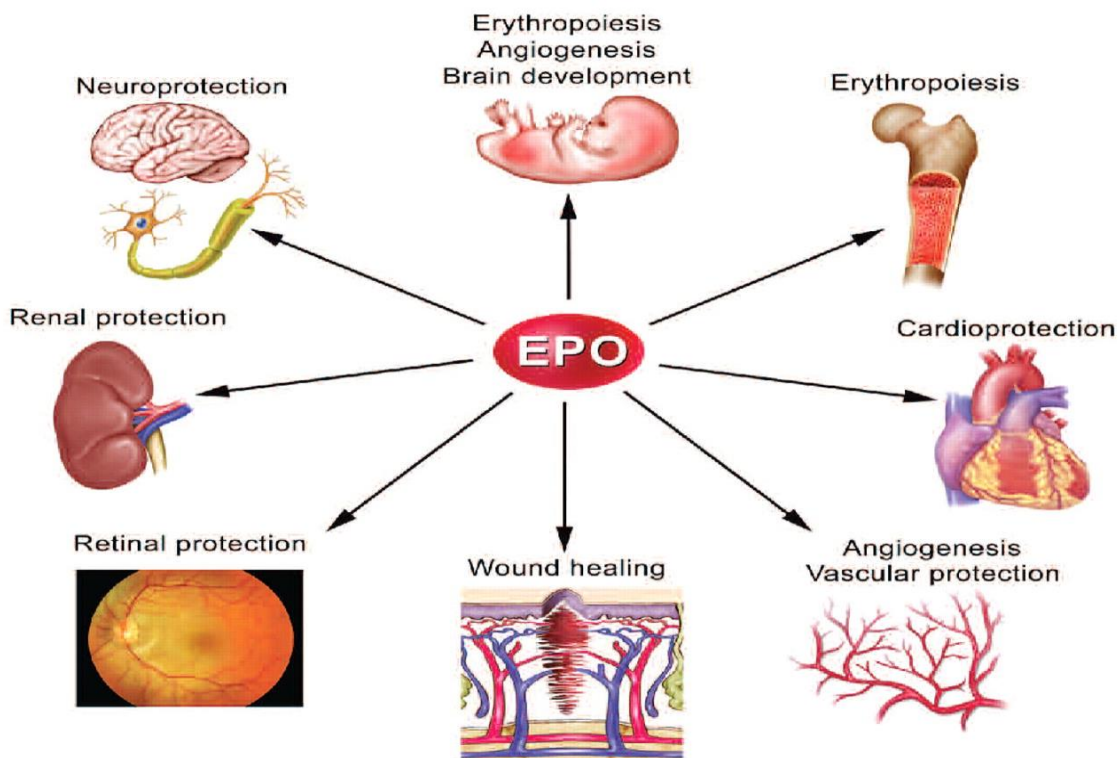 Erythropoiesis
Angiogenesis
Brain development
Neuroprotection
Erythropoiesis
Renal protection
EPO
Cardioprotection
Retinal protection
Wound healing
Angiogenesis
Vascular protection